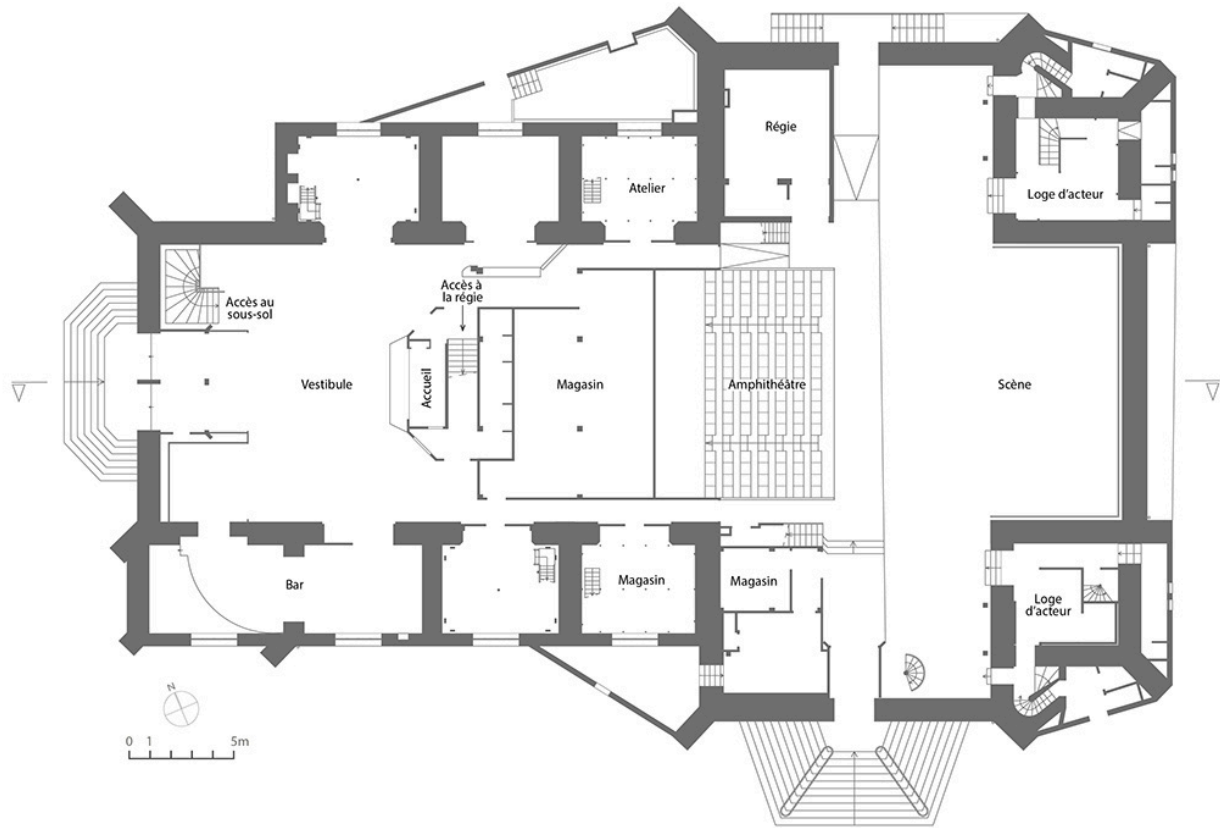 Régie
Atelier
Loge d'acteur
Accès au
sous-sol
Accès à
la régie
Vestibule
Accueil
Magasin
Amphithéâtre
Scène
Bar
Magasin
Magasin
Loge
d'acteur
N
0 1 5m